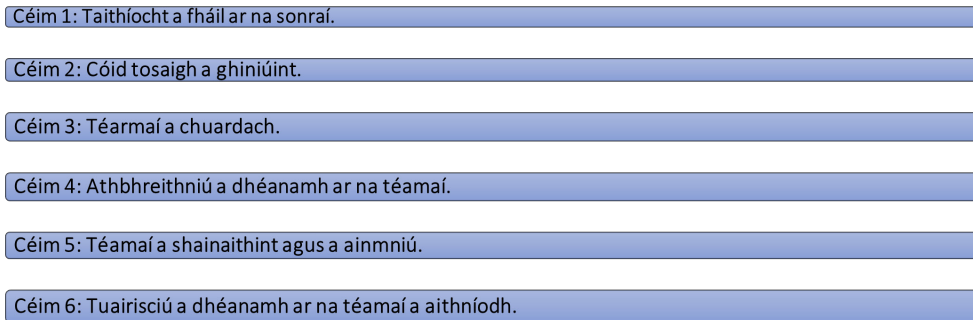 Céim 1: Taithíocht a fháil ar na sonraí.
Céim 2: Cóid tosaigh a ghiniúint.
Céim 3: Téarmaí a chuardach.
Céim 4: Athbhreithniú a dhéanamh ar na téamaí.
Céim 5: Téamaí a shainaithint agus a ainmniú.
Céim 6: Tuairisciú a dhéanamh ar na téamaí a aithníodh.